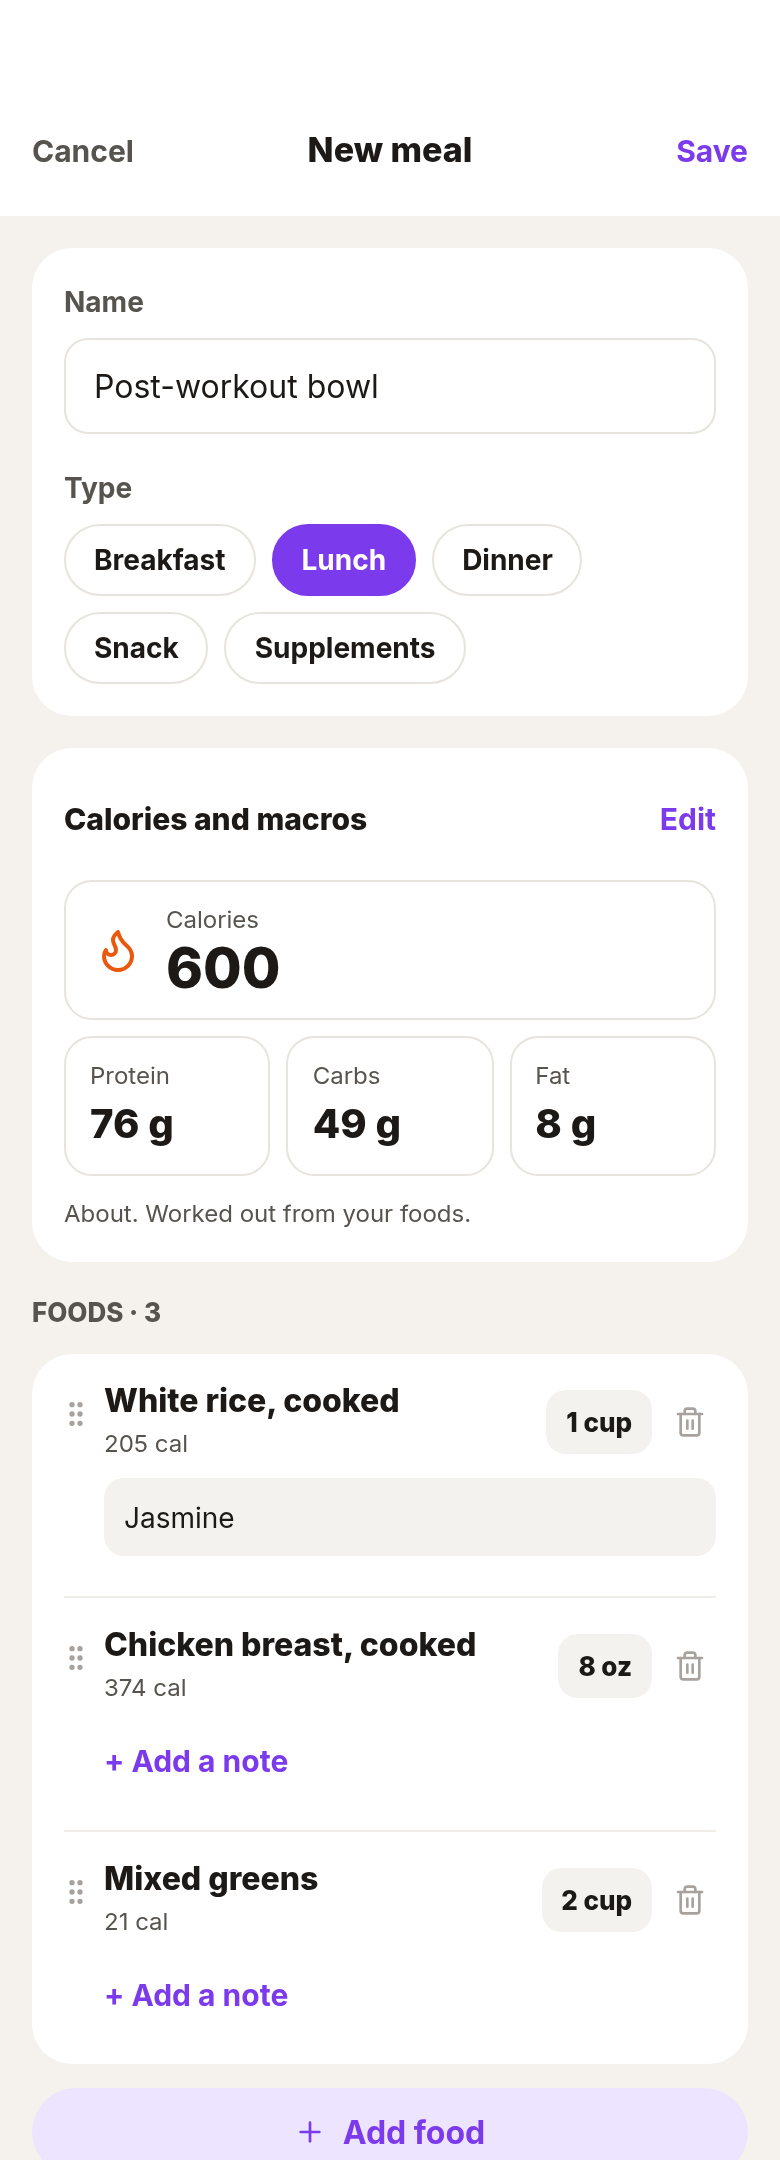 Cancel
New meal
Save
Name
Post-workout bowl
Type
Breakfast
Lunch
Dinner
Snack
Supplements
Calories and macros
Edit
Calories
600
Protein
76 g
Carbs
49 g
Fat
8 g
About. Worked out from your foods.
FOODS · 3
White rice, cooked
205 cal
1 cup
Jasmine
Chicken breast, cooked
374 cal
8 oz
+ Add a note
Mixed greens
21 cal
2 cup
+ Add a note
+ Add food